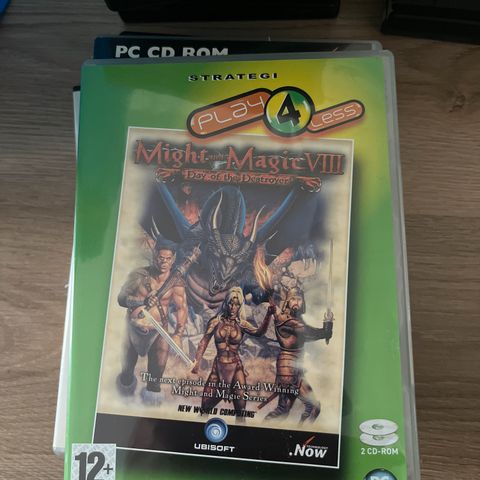 PC CD ROM
STRATEGI
PLAY 4 LESS
Might and Magic VIII
Day of the Destroyer
The next episode in the Award Winning
Might and Magic Series
NEW WORLD COMPUTING
UBISOFT
.Now
2 CD-ROM
12+
PC